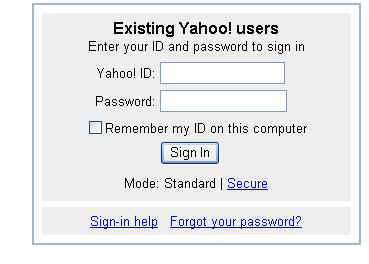 Existing Yahoo! users
Enter your ID and password to sign in
Yahoo! ID:
Password:
Remember my ID on this computer
Sign In
Mode: Standard | Secure
Sign-in help Forgot your password?